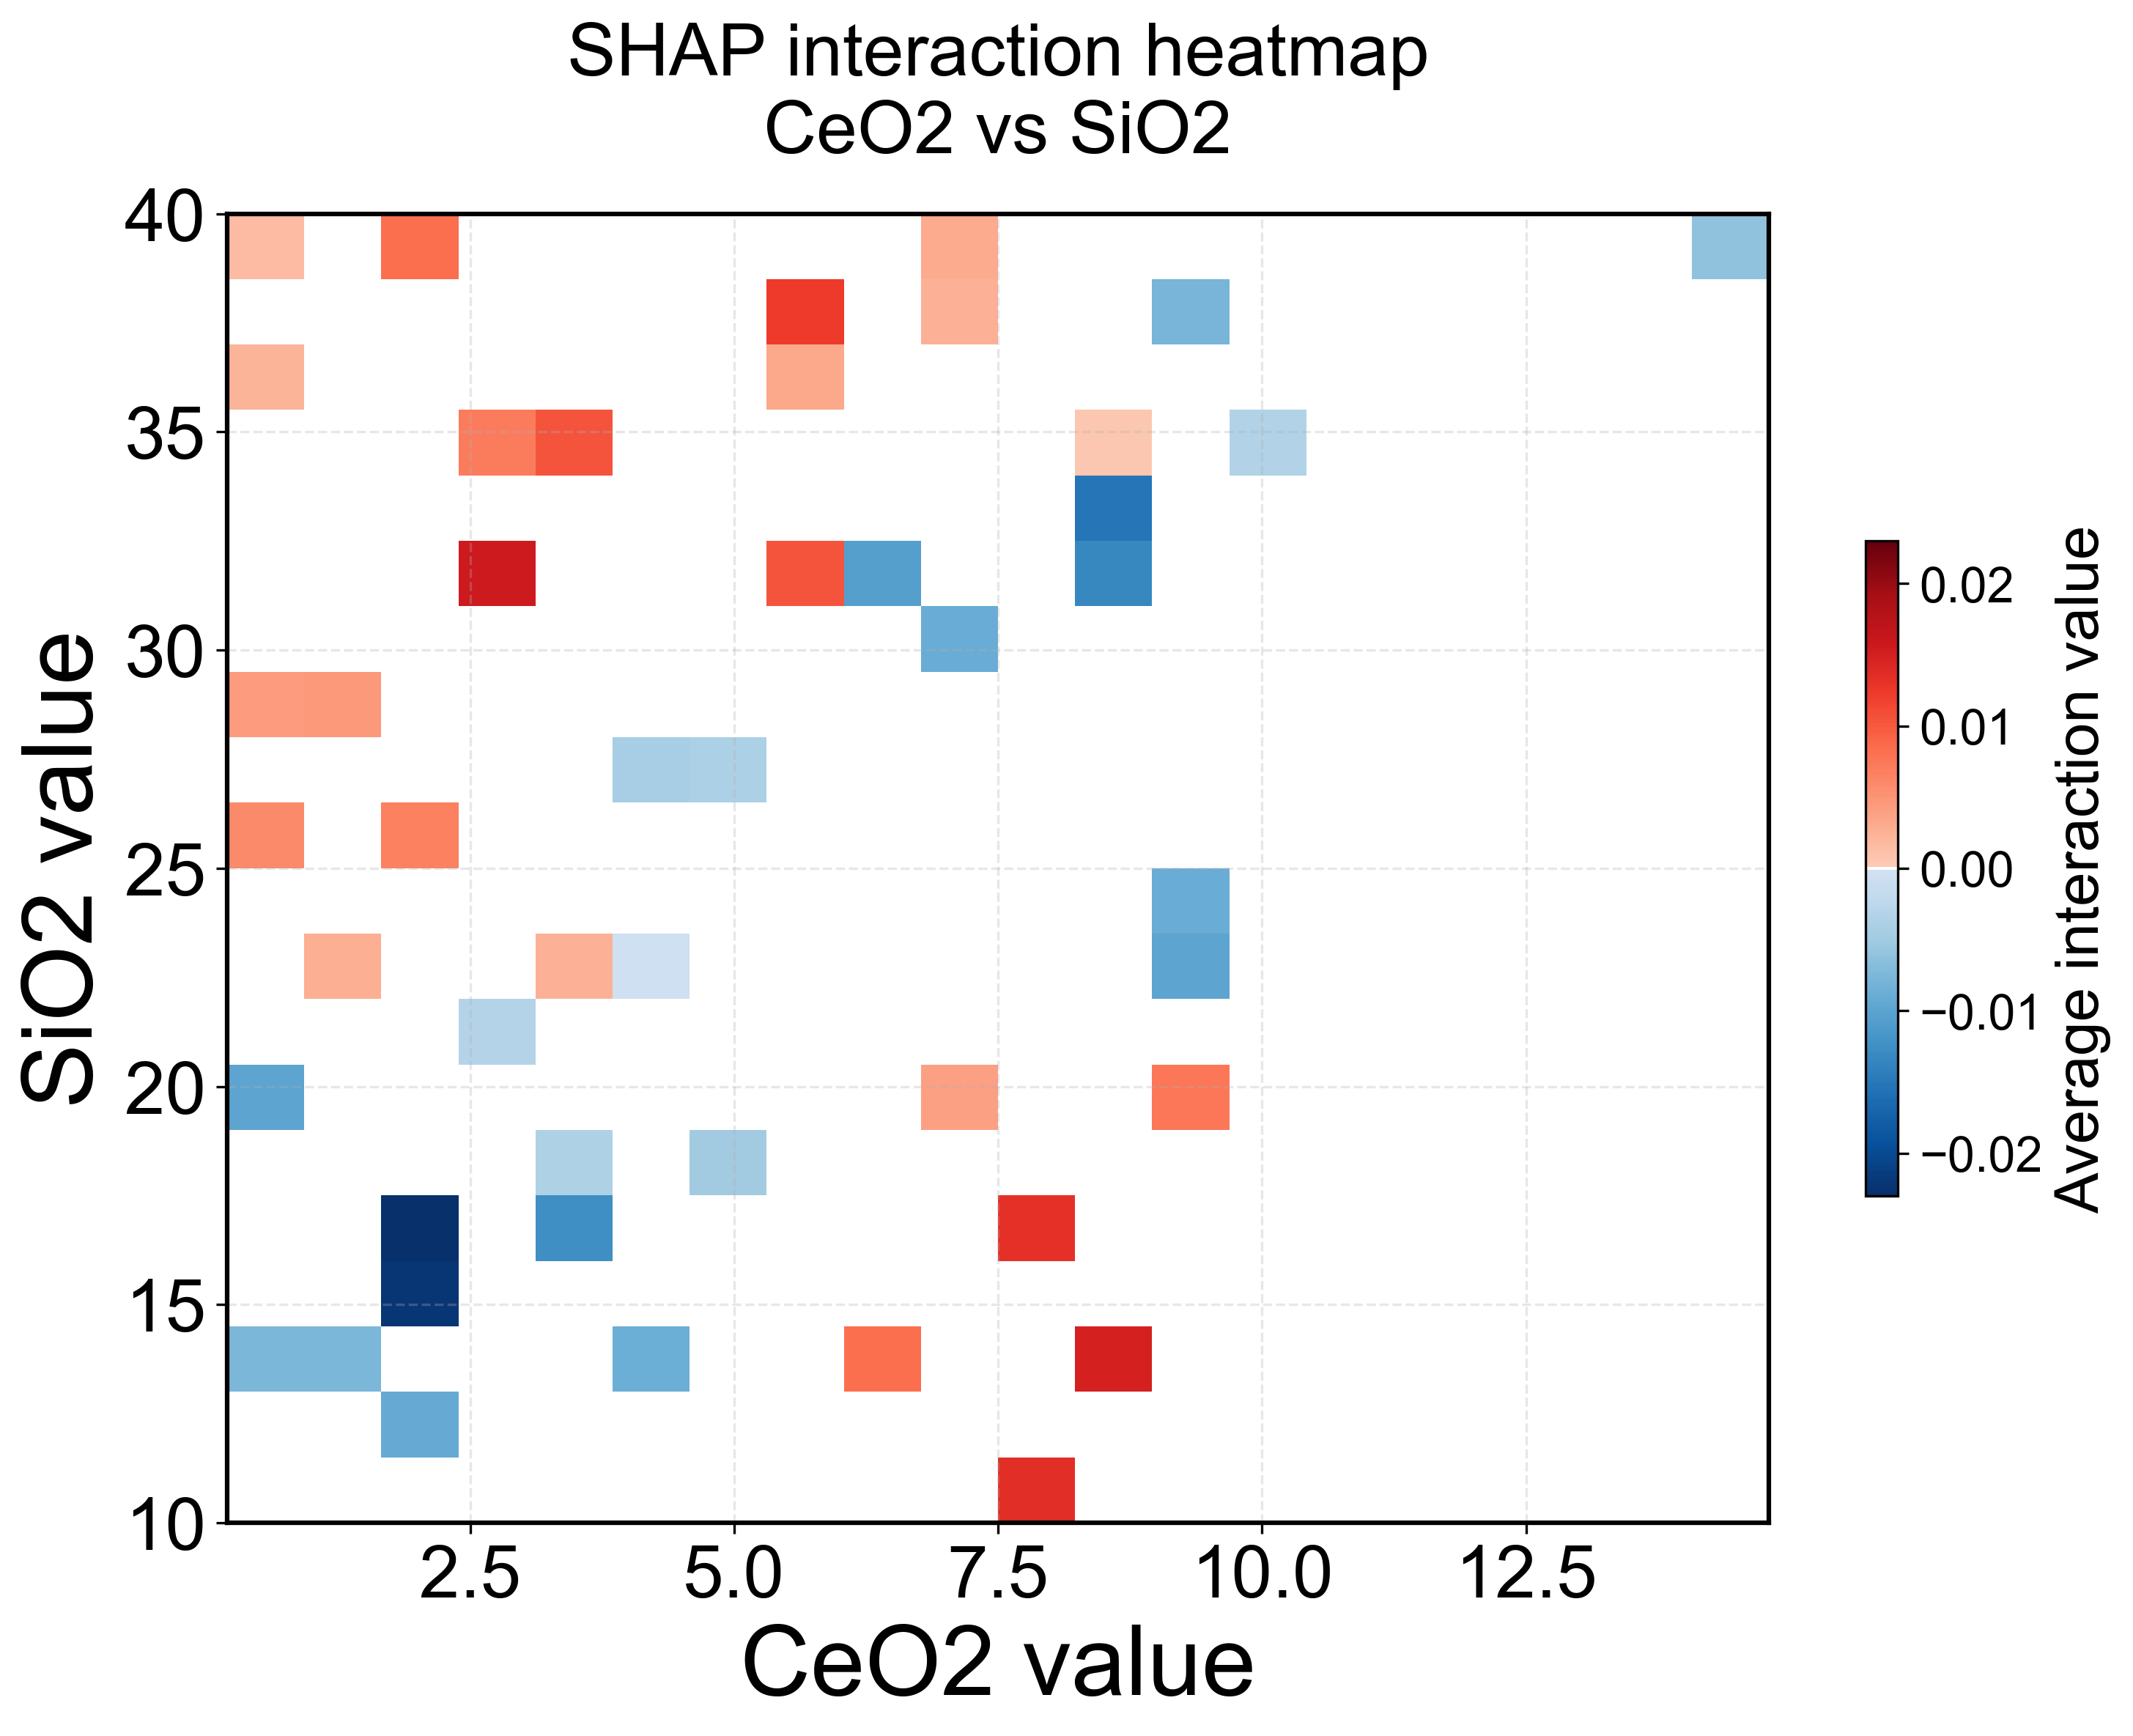 SHAP interaction heatmap
CeO2 vs SiO2
40
35
30
25
20
15
10
SiO2 value
2.5 5.0 7.5 10.0 12.5
CeO2 value
0.02
0.01
0.00
−0.01
−0.02
Average interaction value